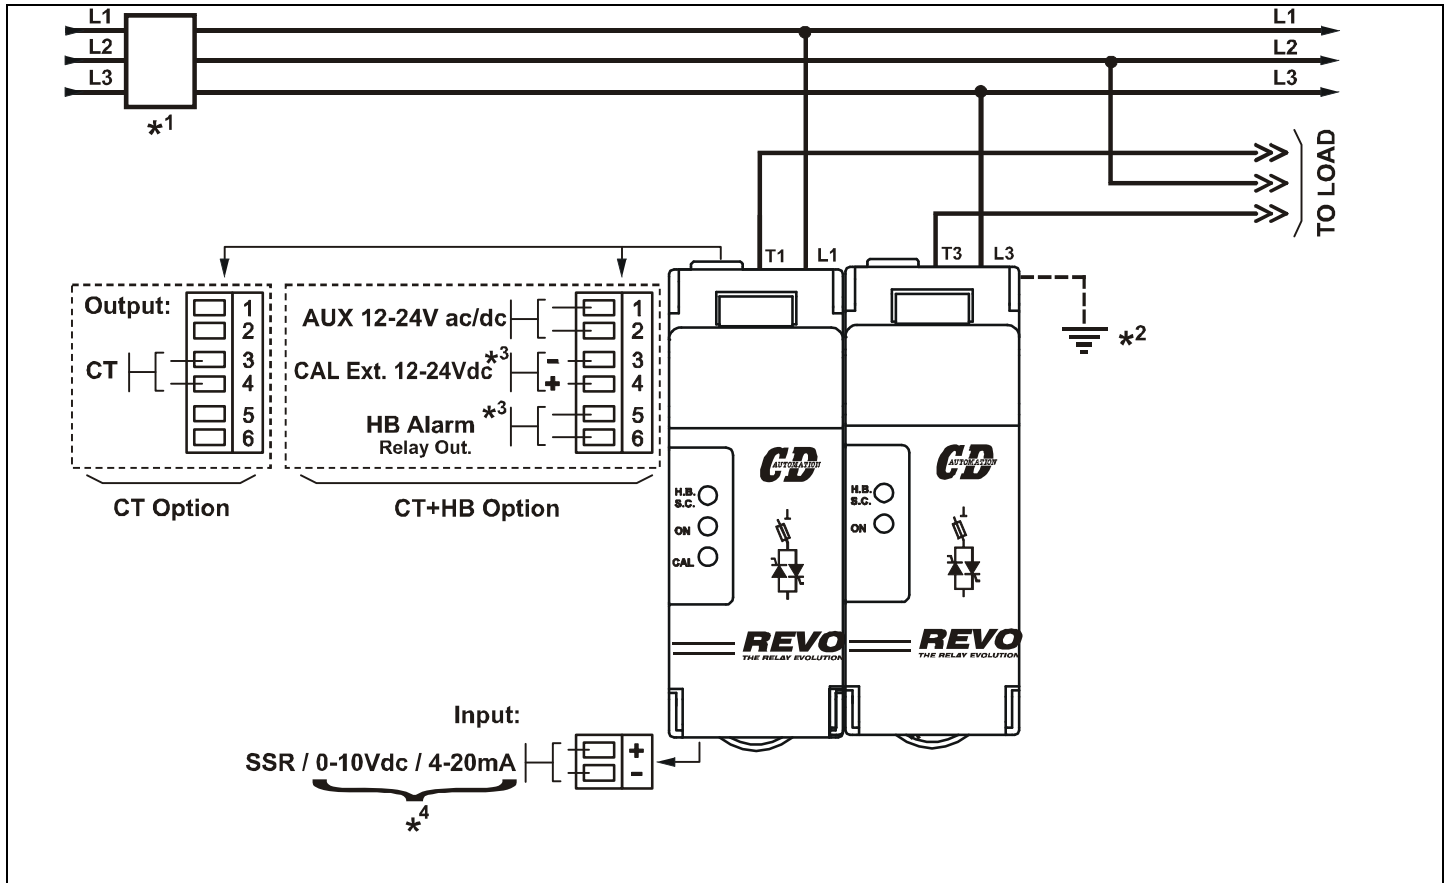 L1
L2
L3
*1
L1
L2
L3
TO LOAD
T1 L1 T3 L3
*2
Output:
1
2
CT
3
4
5
6
CT Option
AUX 12-24V ac/dc
1
2
CAL Ext. 12-24Vdc *3
- 3
+ 4
HB Alarm *3
Relay Out.
5
6
CT+HB Option
CD
AUTOMATION
H.B.
S.C.
ON
CAL
REVO
THE RELAY EVOLUTION
CD
AUTOMATION
H.B.
S.C.
ON
REVO
THE RELAY EVOLUTION
Input:
SSR / 0-10Vdc / 4-20mA
+
-
*4